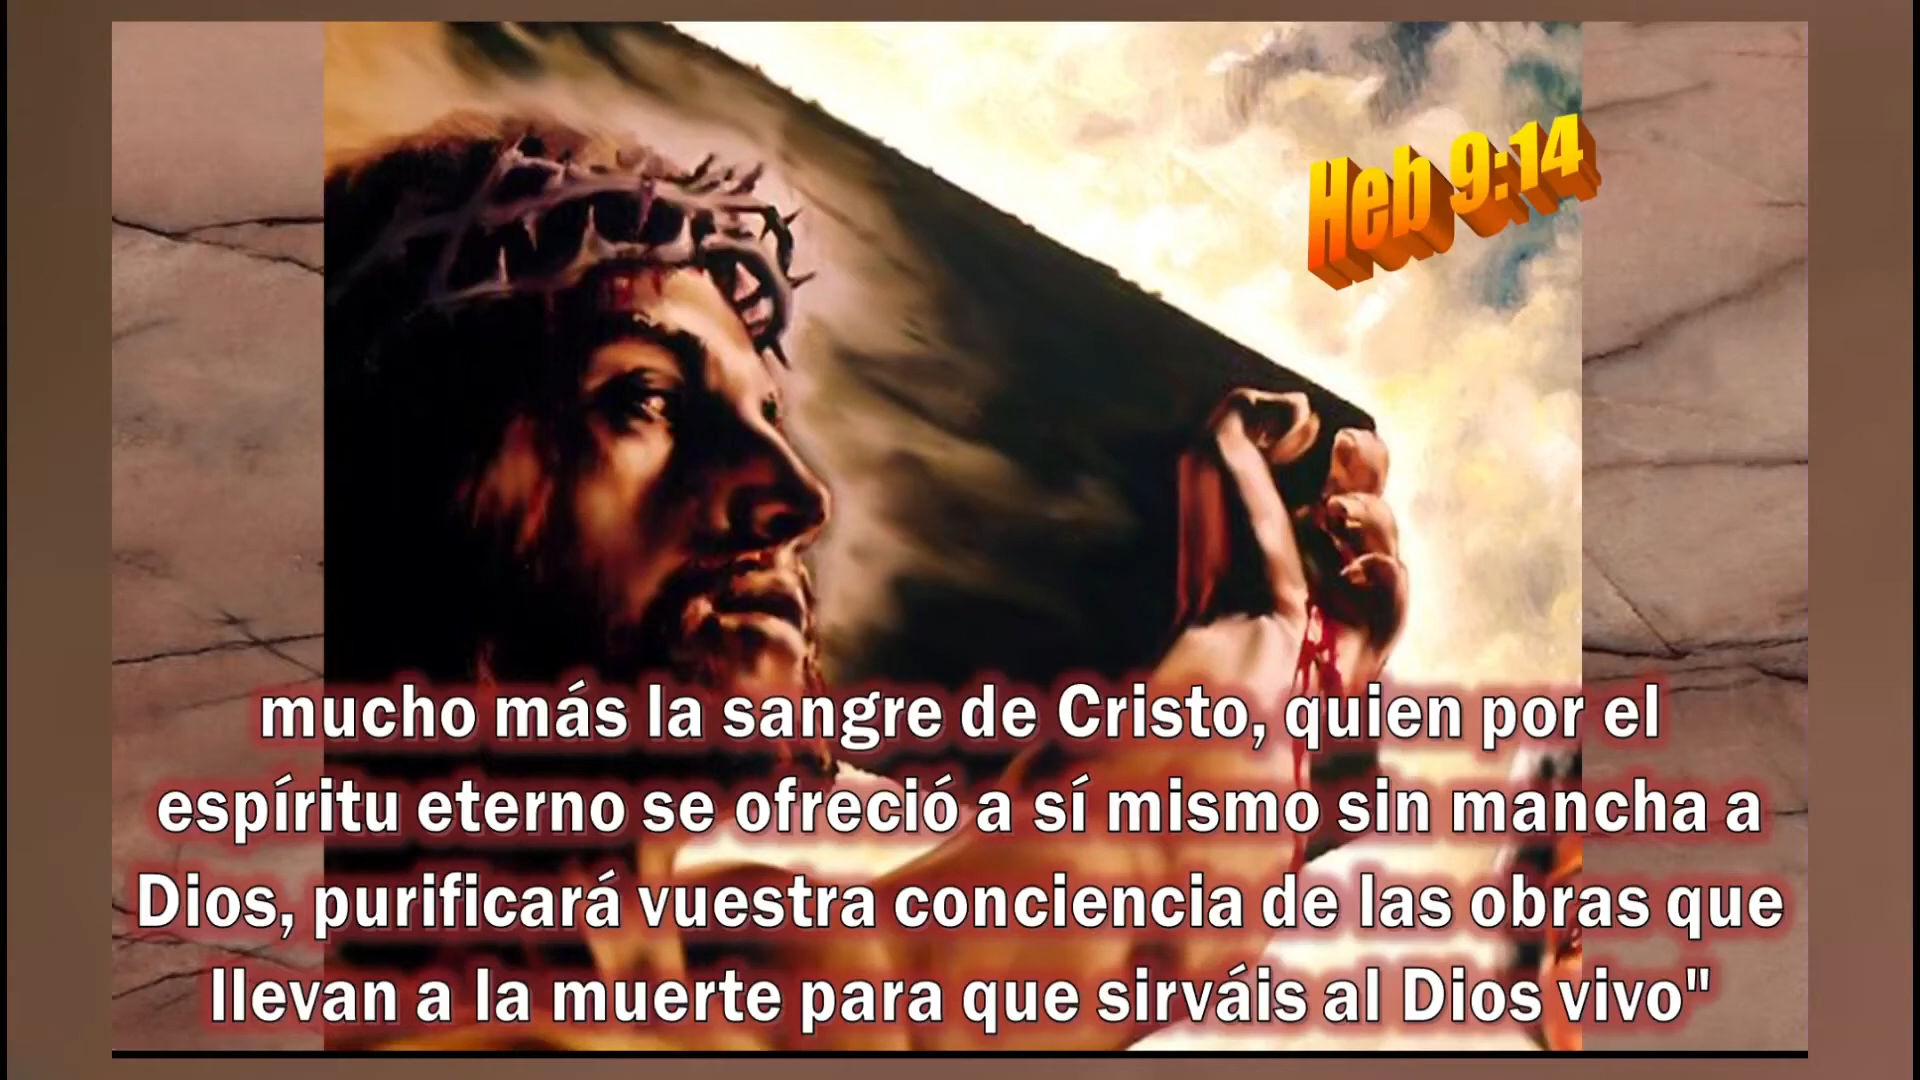 Heb 9:14
mucho más la sangre de Cristo, quien por el
espíritu eterno se ofreció a sí mismo sin mancha a
Dios, purificará vuestra conciencia de las obras que
llevan a la muerte para que sirváis al Dios vivo"